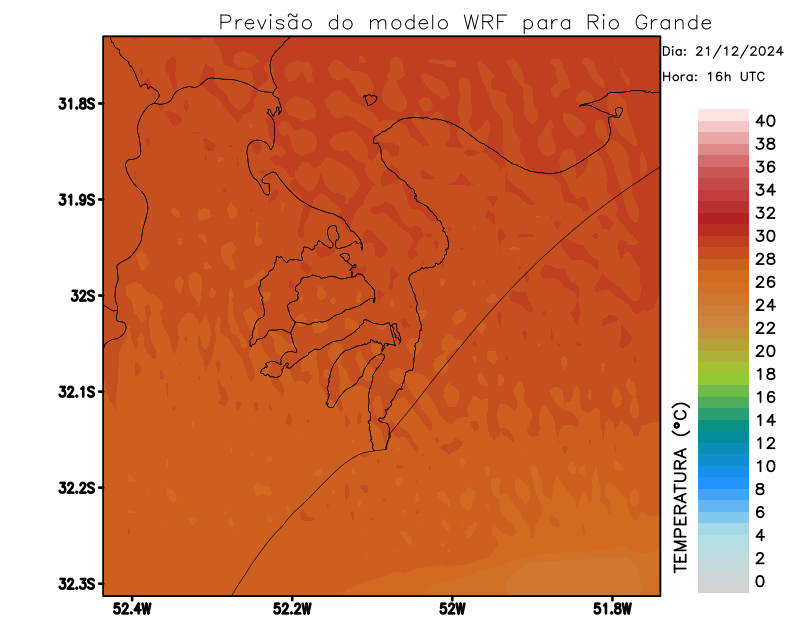 Previsão do modelo WRF para Rio Grande
Dia: 21/12/2024
Hora: 16h UTC
31.8S
31.9S
32S
32.1S
32.2S
32.3S
52.4W
52.2W
52W
51.8W
TEMPERATURA (°C)
40
38
36
34
32
30
28
26
24
22
20
18
16
14
12
10
8
6
4
2
0